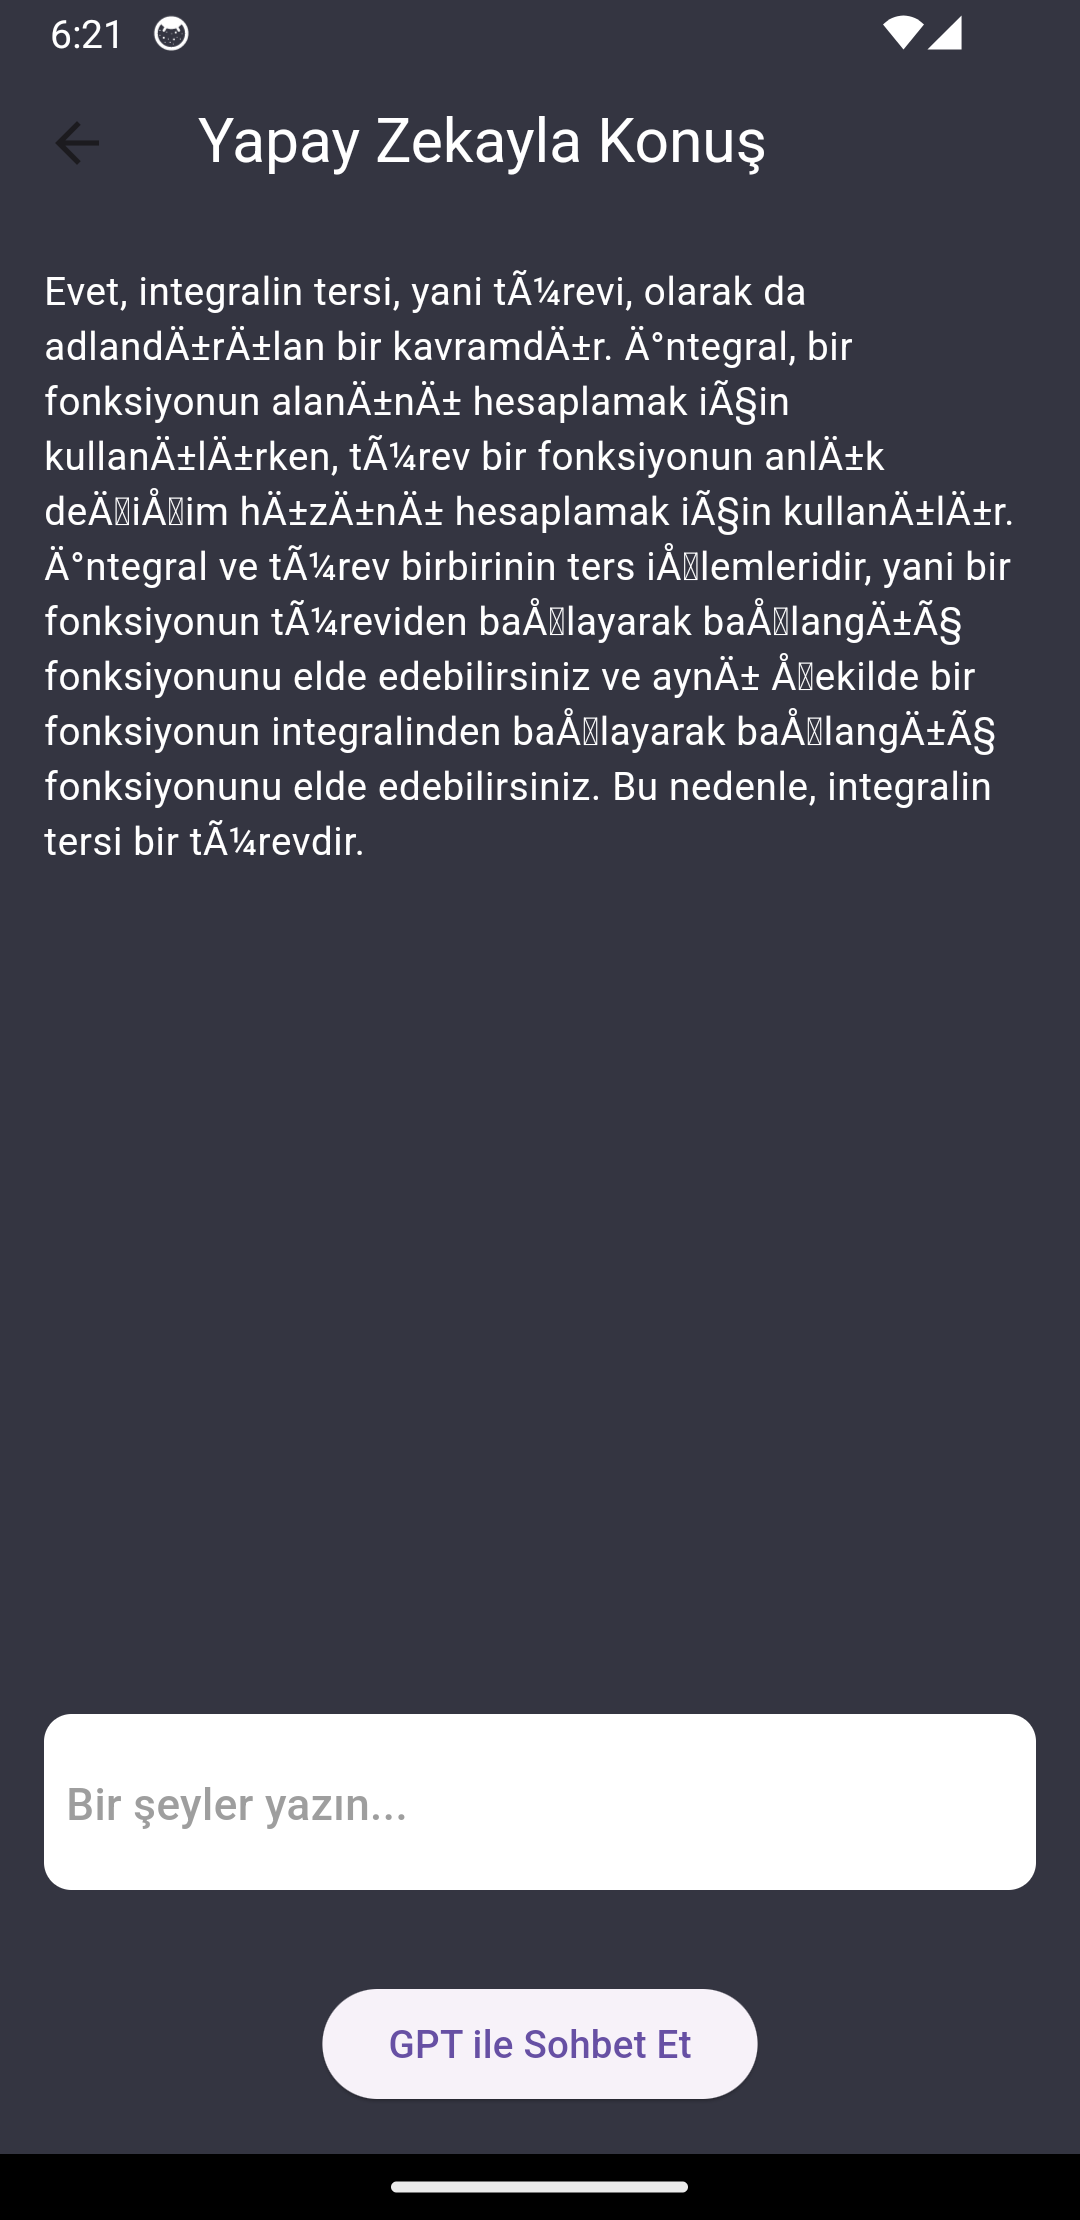 6:21
Yapay Zekayla Konuş
Evet, integralin tersi, yani tÃ¼revi, olarak da
adlandÄ±rÄ±lan bir kavramdÄ±r. Ä°ntegral, bir
fonksiyonun alanÄ±nÄ± hesaplamak iÃ§in
kullanÄ±lÄ±rken, tÃ¼rev bir fonksiyonun anlÄ±k
deÄiÅim hÄ±zÄ±nÄ± hesaplamak iÃ§in kullanÄ±lÄ±r.
Ä°ntegral ve tÃ¼rev birbirinin ters iÅlemleridir, yani bir
fonksiyonun tÃ¼reviden baÅlayarak baÅlangÄ±Ã§
fonksiyonunu elde edebilirsiniz ve aynÄ± Åekilde bir
fonksiyonun integralinden baÅlayarak baÅlangÄ±Ã§
fonksiyonunu elde edebilirsiniz. Bu nedenle, integralin
tersi bir tÃ¼revdir.
Bir şeyler yazın...
GPT ile Sohbet Et